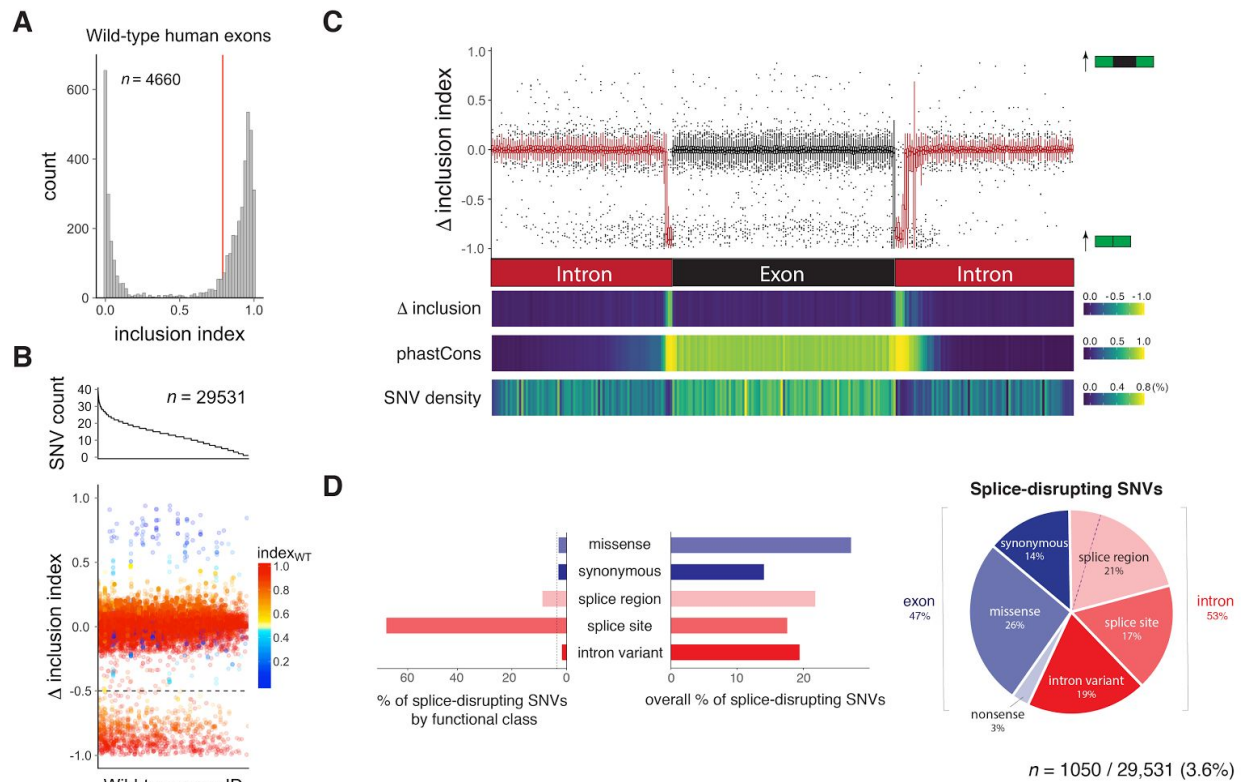 A
Wild-type human exons
n = 4660
600
400
200
0
count
0.0 0.5 1.0
inclusion index
B
40
30
20
10
0
SNV count
n = 29531
1.0
0.5
0.0
-0.5
-1.0
Δ inclusion index
indexWT
1.0
0.8
0.6
0.4
0.2
C
1.0
0.5
0.0
-0.5
-1.0
Δ inclusion index
Intron Exon Intron
Δ inclusion
0.0 -0.5 -1.0
phastCons
0.0 0.5 1.0
SNV density
0.0 0.4 0.8(%)
D
missense
synonymous
splice region
splice site
intron variant
60 40 20 0
% of splice-disrupting SNVs
by functional class
0 10 20
overall % of splice-disrupting SNVs
Splice-disrupting SNVs
synonymous
14%
splice region
21%
exon
47%
missense
26%
splice site
17%
intron
53%
intron variant
19%
nonsense
3%
n = 1050 / 29,531 (3.6%)